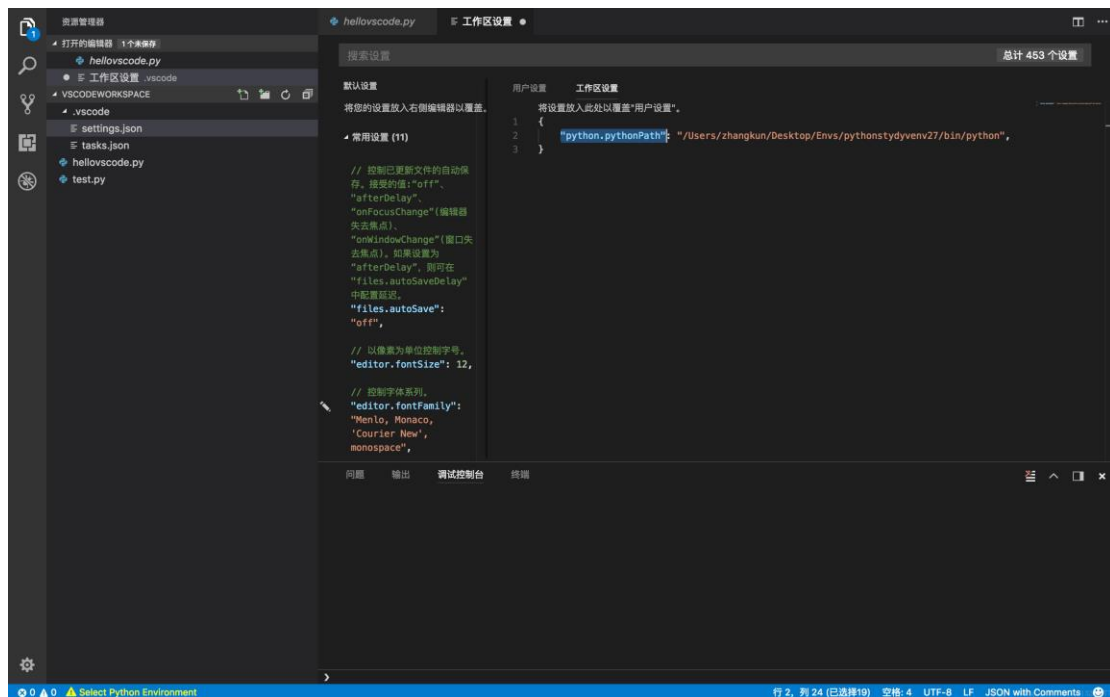 资源管理器
打开的编辑器 1个未保存
hellovscode.py
工作区设置 .vscode
VSCODEWORKSPACE
.vscode
settings.json
tasks.json
hellovscode.py
test.py
hellovscode.py
工作区设置
搜索设置
总计 453 个设置
默认设置
将您的设置放入右侧编辑器以覆盖。
常用设置 (11)
// 控制已更新文件的自动保
存。接受的值:"off"、
"afterDelay"、
"onFocusChange"(编辑器
失去焦点)、
"onWindowChange"(窗口失
去焦点)。如果设置为
"afterDelay"，则可在
"files.autoSaveDelay"
中配置延迟。
"files.autoSave":
"off",
// 以像素为单位控制字号。
"editor.fontSize": 12,
// 控制字体系列。
"editor.fontFamily":
"Menlo, Monaco,
'Courier New',
monospace",
用户设置 工作区设置
将设置放入此处以覆盖"用户设置"。
1 {
2 "python.pythonPath": "/Users/zhangkun/Desktop/Envs/pythonstydyvenv27/bin/python",
3 }
问题 输出 调试控制台 终端
1
0 0 Select Python Environment
行 2，列 24 (已选择19) 空格: 4 UTF-8 LF JSON with Comments